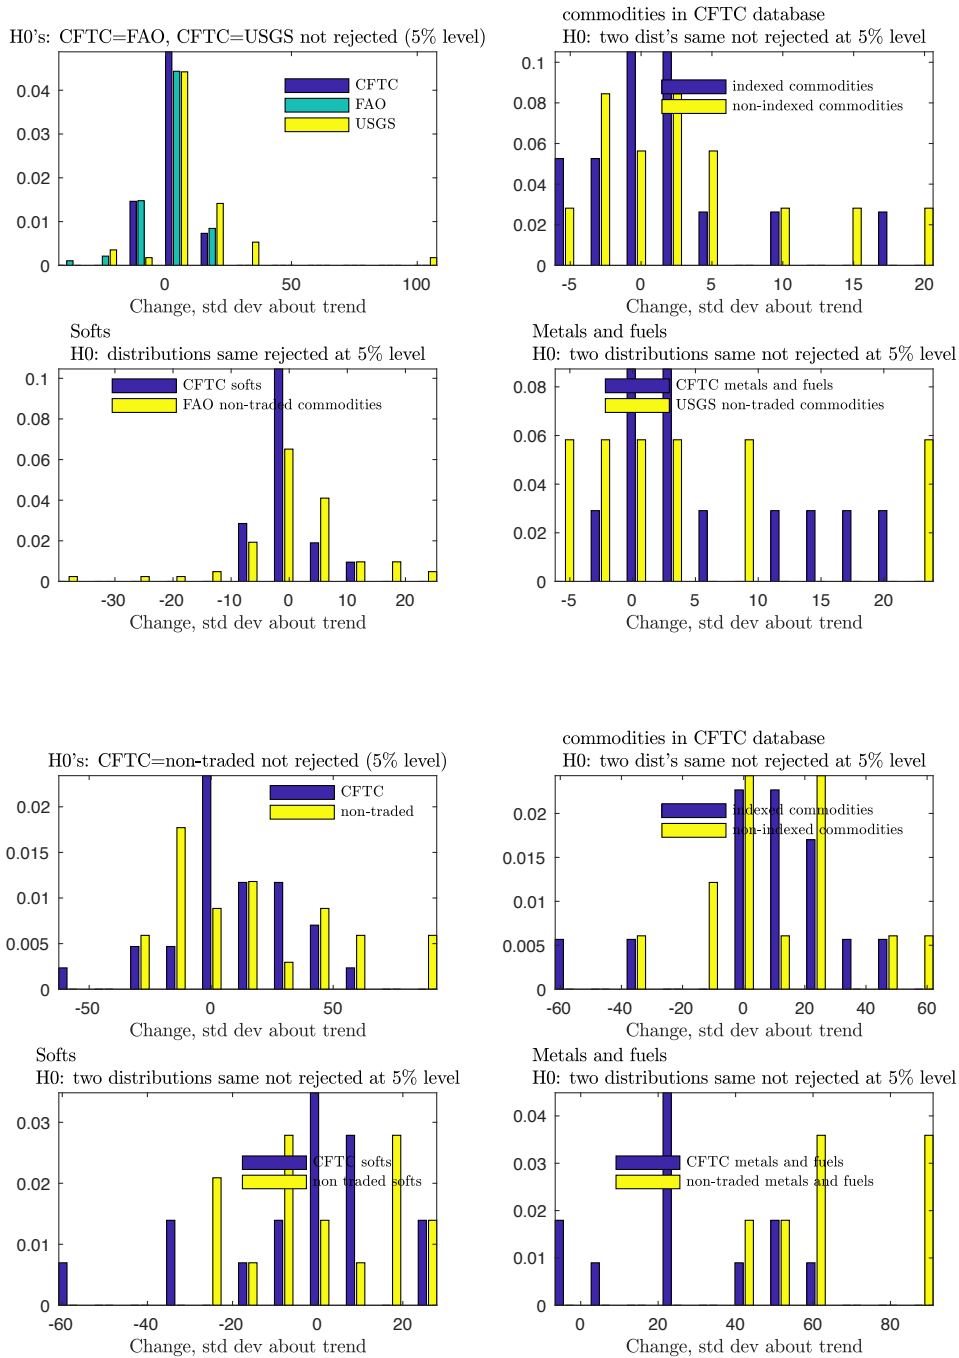 H0's: CFTC=FAO, CFTC=USGS not rejected (5% level)
CFTC
FAO
USGS
0.04
0.03
0.02
0.01
0
0 50 100
Change, std dev about trend
commodities in CFTC database
H0: two dist's same not rejected at 5% level
indexed commodities
non-indexed commodities
0.1
0.08
0.06
0.04
0.02
0
-5 0 5 10 15 20
Change, std dev about trend
Softs
H0: distributions same rejected at 5% level
CFTC softs
FAO non-traded commodities
0.1
0.08
0.06
0.04
0.02
0
-30 -20 -10 0 10 20
Change, std dev about trend
Metals and fuels
H0: two distributions same not rejected at 5% level
CFTC metals and fuels
USGS non-traded commodities
0.08
0.06
0.04
0.02
0
-5 0 5 10 15 20
Change, std dev about trend
H0's: CFTC=non-traded not rejected (5% level)
CFTC
non-traded
0.02
0.015
0.01
0.005
0
-50 0 50
Change, std dev about trend
commodities in CFTC database
H0: two dist's same not rejected at 5% level
indexed commodities
non-indexed commodities
0.02
0.015
0.01
0.005
0
-60 -40 -20 0 20 40 60
Change, std dev about trend
Softs
H0: two distributions same not rejected at 5% level
CFTC softs
non traded softs
0.03
0.02
0.01
0
-60 -40 -20 0 20
Change, std dev about trend
Metals and fuels
H0: two distributions same not rejected at 5% level
CFTC metals and fuels
non-traded metals and fuels
0.04
0.03
0.02
0.01
0
0 20 40 60 80
Change, std dev about trend